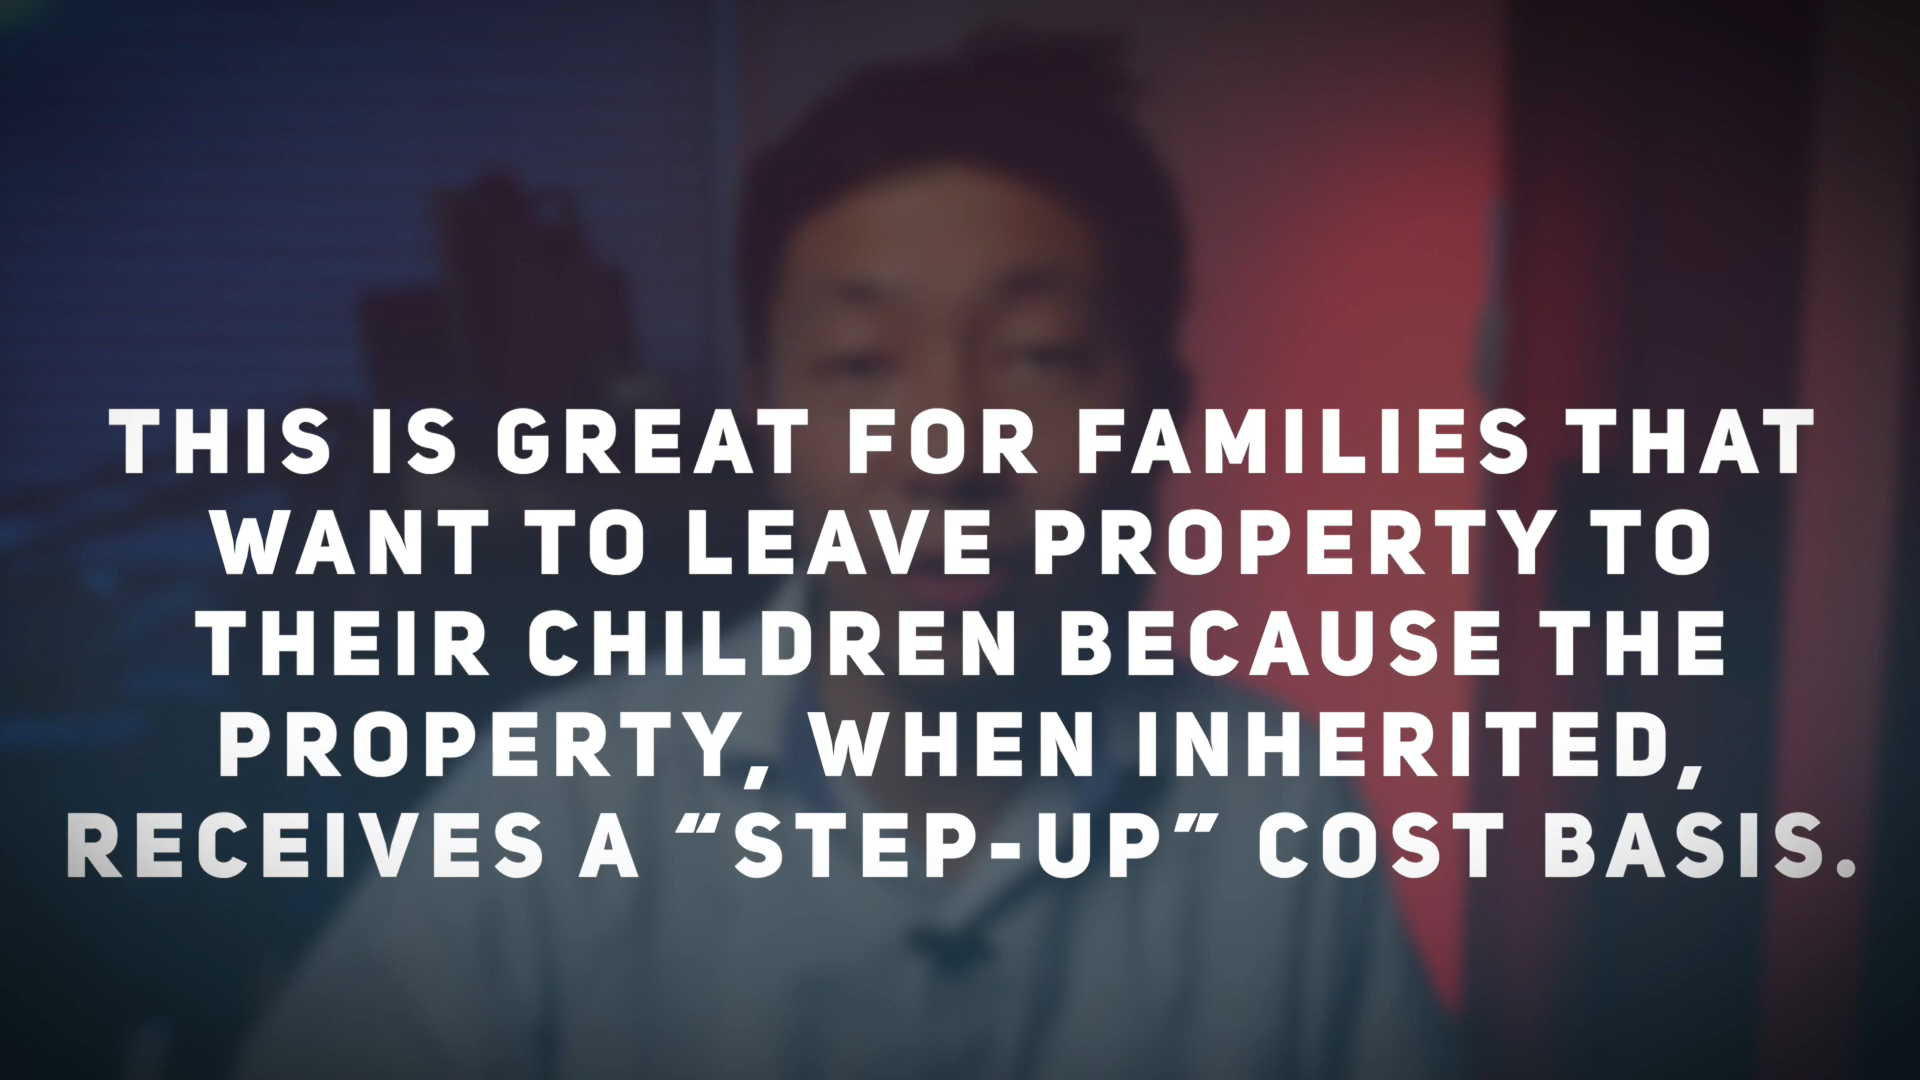 THIS IS GREAT FOR FAMILIES THAT
WANT TO LEAVE PROPERTY TO
THEIR CHILDREN BECAUSE THE
PROPERTY, WHEN INHERITED,
RECEIVES A “STEP-UP” COST BASIS.